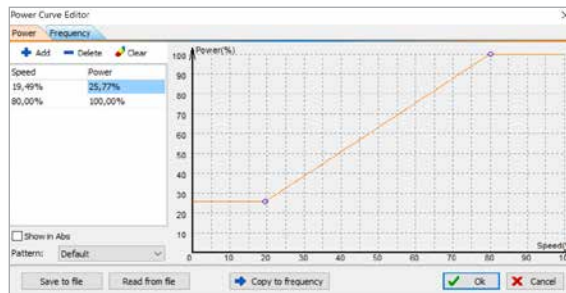 Power Curve Editor
Power Frequency
Add Delete Clear
Speed Power
19,49% 25,77%
80,00% 100,00%
Show in Abs
Pattern: Default
Power(%)
100
90
80
70
60
50
40
30
20
10
0 10 20 30 40 50 60 70 80 90 10
Speed(
Save to file Read from file Copy to frequency Ok Cancel